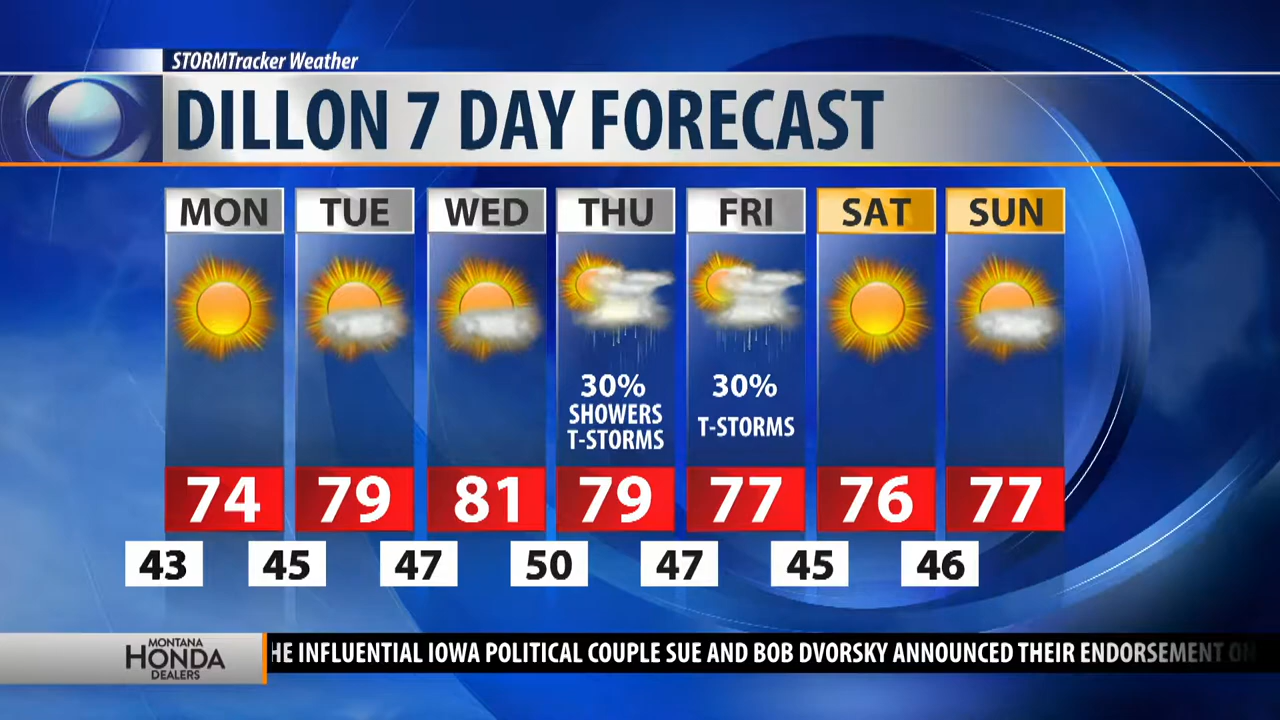 STORMTracker Weather
DILLON 7 DAY FORECAST
MON TUE WED THU FRI SAT SUN
30% 30%
SHOWERS
T-STORMS T-STORMS
74 79 81 79 77 76 77
43 45 47 50 47 45 46
MONTANA
HONDA
DEALERS
HE INFLUENTIAL IOWA POLITICAL COUPLE SUE AND BOB DVORSKY ANNOUNCED THEIR ENDORSEMENT ON